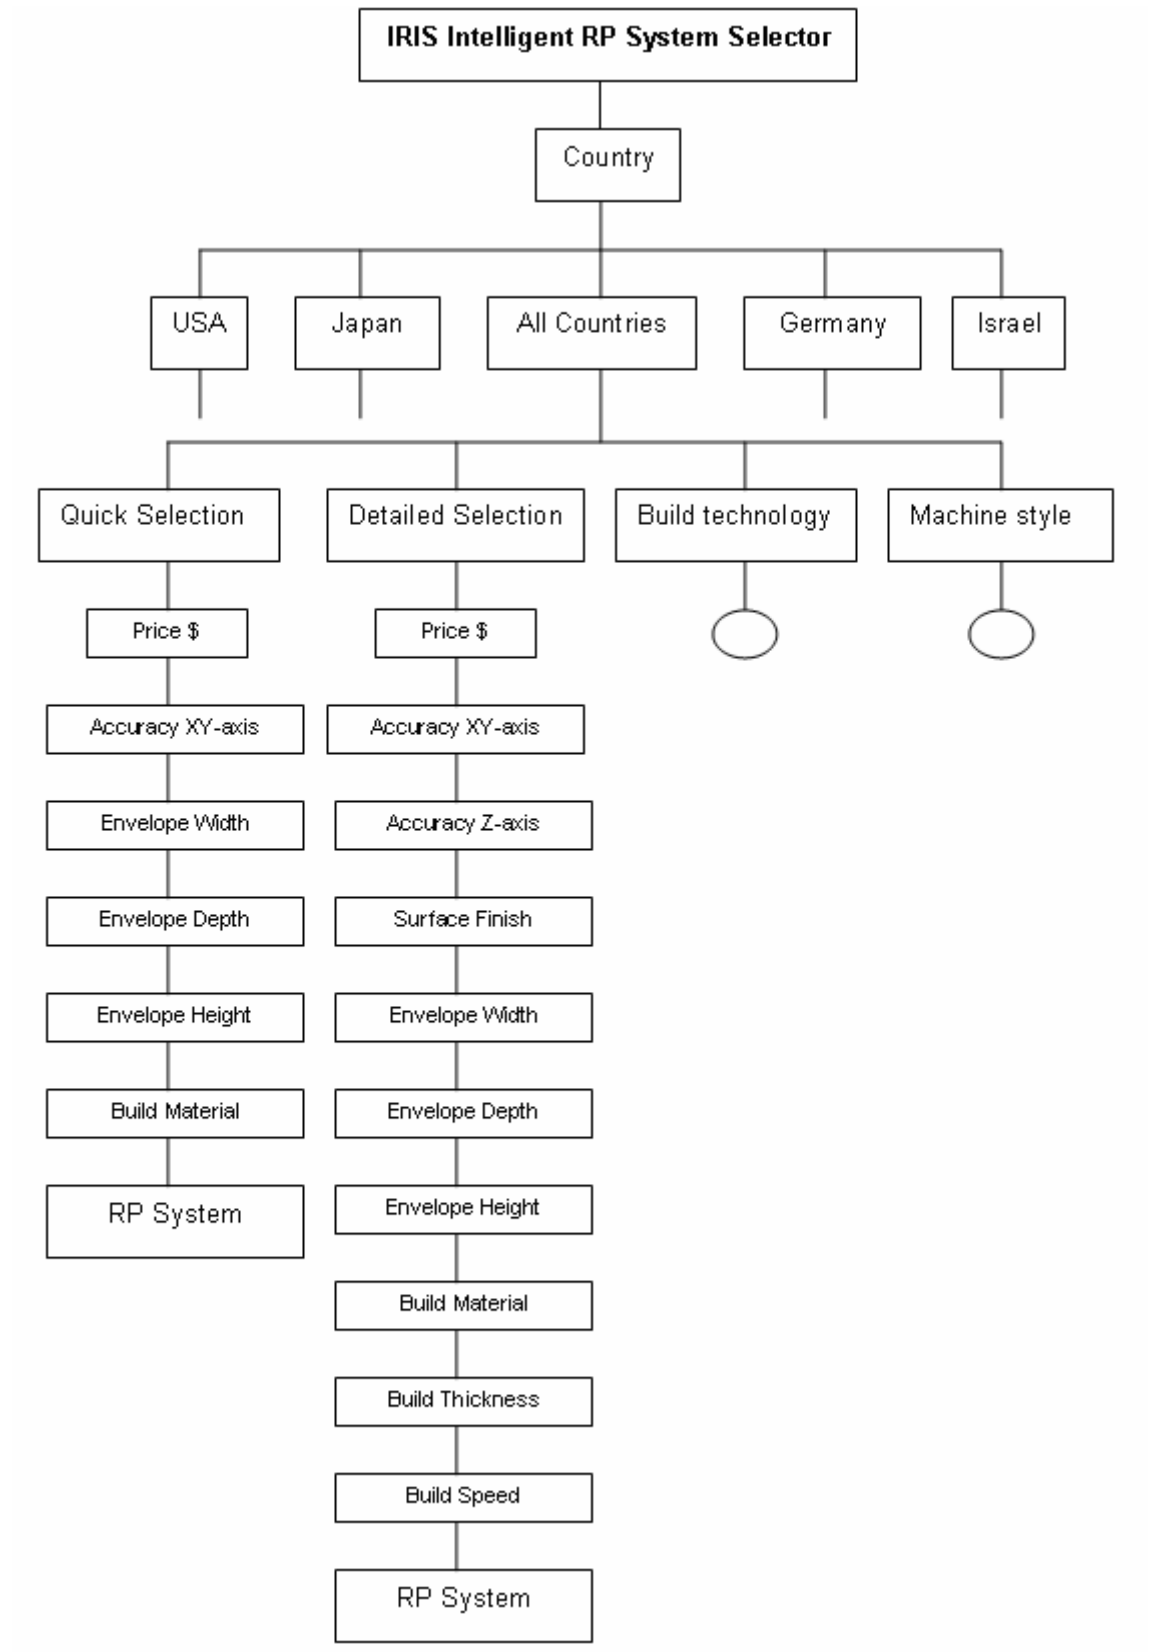 IRIS Intelligent RP System Selector
Country
USA
Japan
All Countries
Germany
Israel
Quick Selection
Detailed Selection
Build technology
Machine style
Price $
Price $
Accuracy XY-axis
Accuracy XY-axis
Envelope Width
Accuracy Z-axis
Envelope Depth
Surface Finish
Envelope Height
Envelope Width
Build Material
Envelope Depth
RP System
Envelope Height
Build Material
Build Thickness
Build Speed
RP System